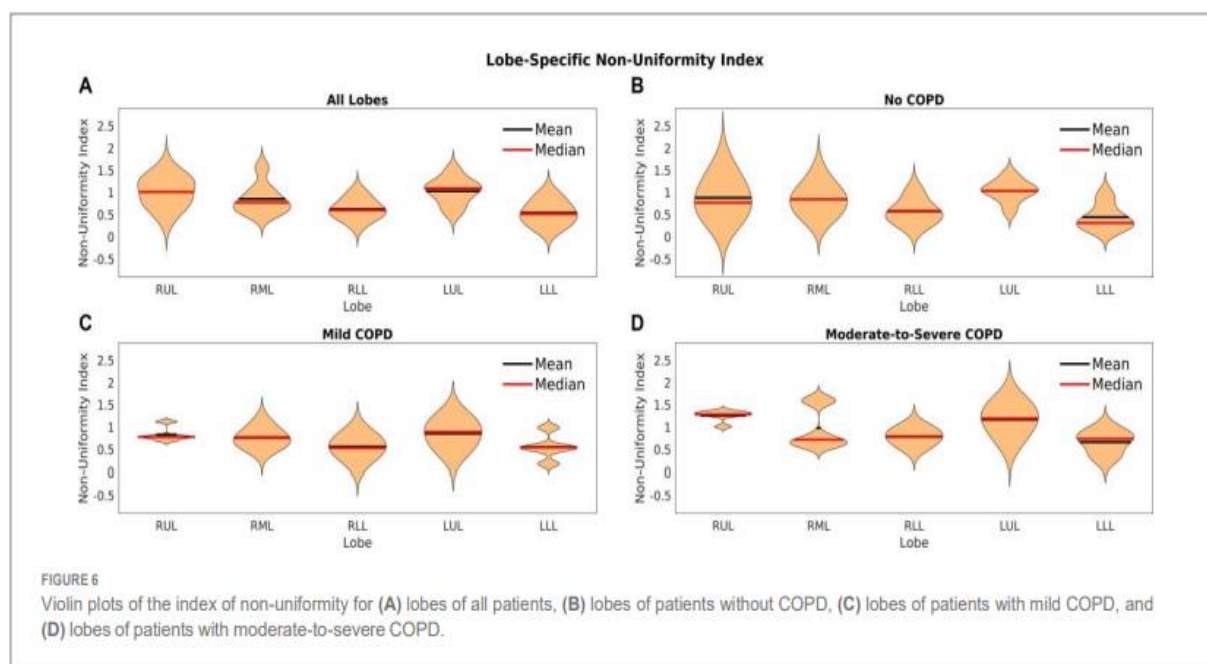 Lobe-Specific Non-Uniformity Index
A
All Lobes
Non-Uniformity Index
2.5
2
1.5
1
0.5
0
-0.5
Mean
Median
RUL RML RLL LUL LLL
Lobe
B
No COPD
Non-Uniformity Index
2.5
2
1.5
1
0.5
0
-0.5
Mean
Median
RUL RML RLL LUL LLL
Lobe
C
Mild COPD
Non-Uniformity Index
2.5
2
1.5
1
0.5
0
-0.5
Mean
Median
RUL RML RLL LUL LLL
Lobe
D
Moderate-to-Severe COPD
Non-Uniformity Index
2.5
2
1.5
1
0.5
0
-0.5
Mean
Median
RUL RML RLL LUL LLL
Lobe
FIGURE 6
Violin plots of the index of non-uniformity for (A) lobes of all patients, (B) lobes of patients without COPD, (C) lobes of patients with mild COPD, and
(D) lobes of patients with moderate-to-severe COPD.